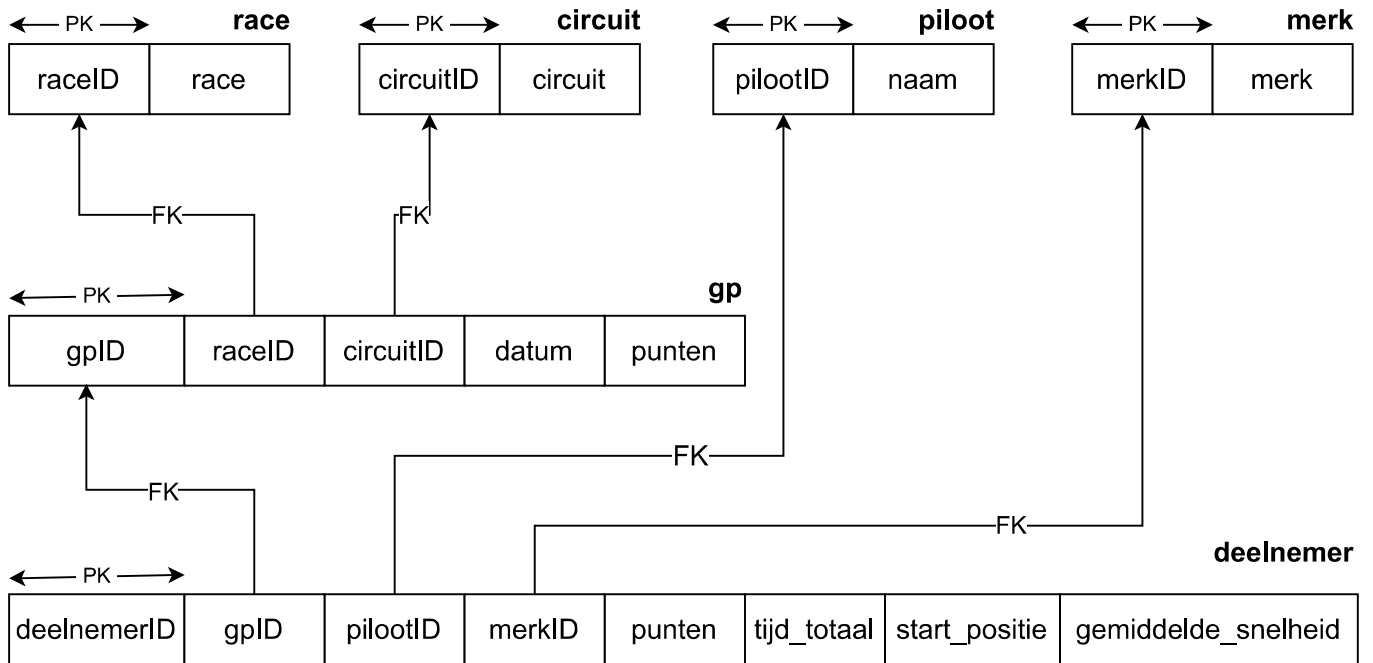 PK race PK circuit PK piloot PK merk
raceID race circuitID circuit pilootID naam merkID merk
FK FK
PK gp
gpID raceID circuitID datum punten
FK
FK
FK
deelnemer
PK
deelnemerID gpID pilootID merkID punten tijd_totaal start_positie gemiddelde_snelheid